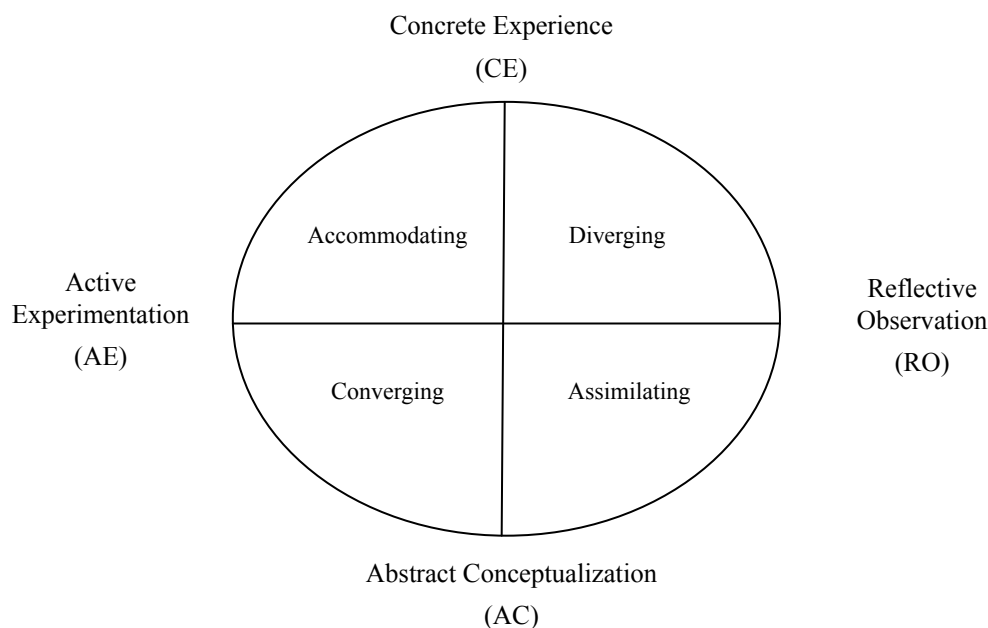 Concrete Experience
(CE)
Accommodating
Diverging
Active
Experimentation
(AE)
Reflective
Observation
(RO)
Converging
Assimilating
Abstract Conceptualization
(AC)